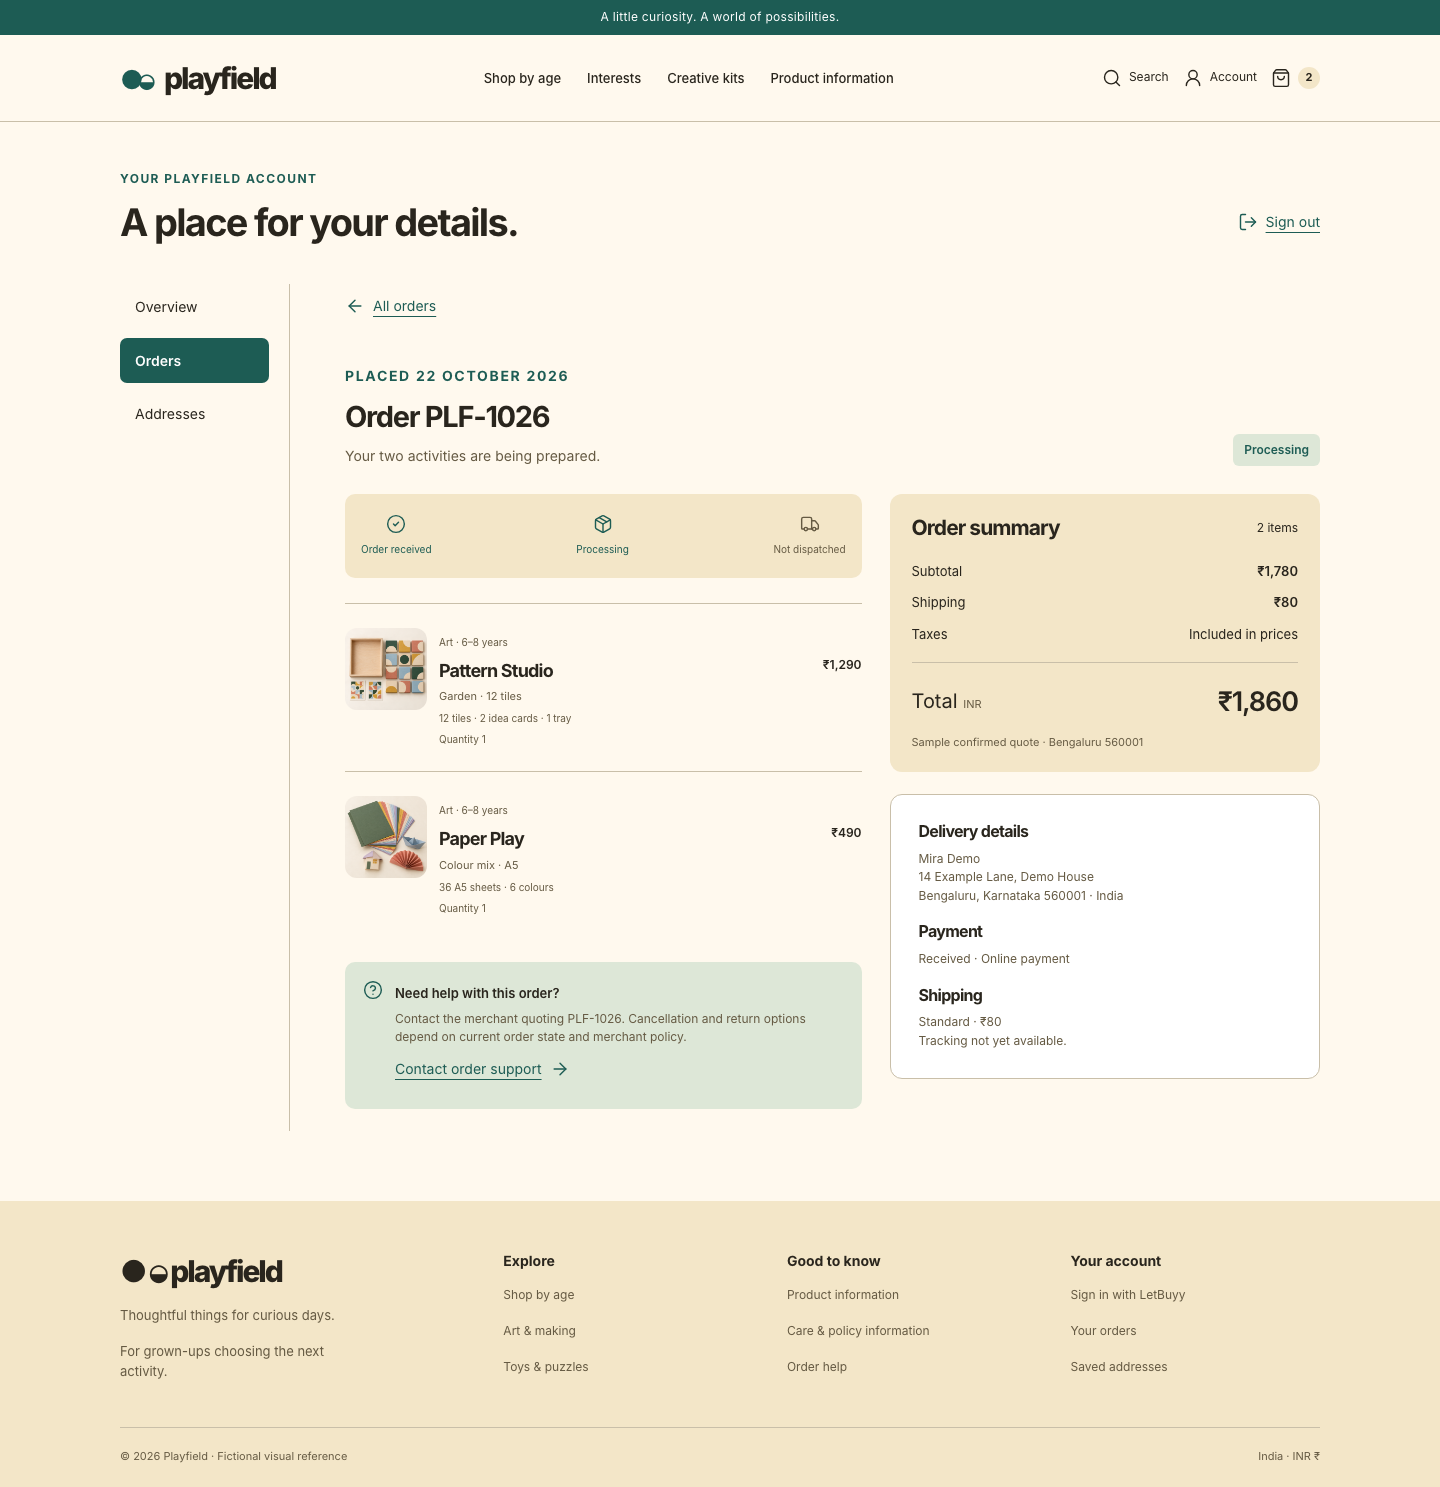 A little curiosity. A world of possibilities.
playfield
Shop by age
Interests
Creative kits
Product information
Search
Account
2
YOUR PLAYFIELD ACCOUNT
A place for your details.
Sign out
Overview
Orders
Addresses
All orders
PLACED 22 OCTOBER 2026
Order PLF-1026
Your two activities are being prepared.
Processing
Order received
Processing
Not dispatched
Art · 6–8 years
Pattern Studio
₹1,290
Garden · 12 tiles
12 tiles · 2 idea cards · 1 tray
Quantity 1
Art · 6–8 years
Paper Play
₹490
Colour mix · A5
36 A5 sheets · 6 colours
Quantity 1
Need help with this order?
Contact the merchant quoting PLF-1026. Cancellation and return options
depend on current order state and merchant policy.
Contact order support
Order summary
2 items
Subtotal
₹1,780
Shipping
₹80
Taxes
Included in prices
Total INR
₹1,860
Sample confirmed quote · Bengaluru 560001
Delivery details
Mira Demo
14 Example Lane, Demo House
Bengaluru, Karnataka 560001 · India
Payment
Received · Online payment
Shipping
Standard · ₹80
Tracking not yet available.
playfield
Thoughtful things for curious days.
For grown-ups choosing the next
activity.
Explore
Shop by age
Art & making
Toys & puzzles
Good to know
Product information
Care & policy information
Order help
Your account
Sign in with LetBuyy
Your orders
Saved addresses
© 2026 Playfield · Fictional visual reference
India · INR ₹